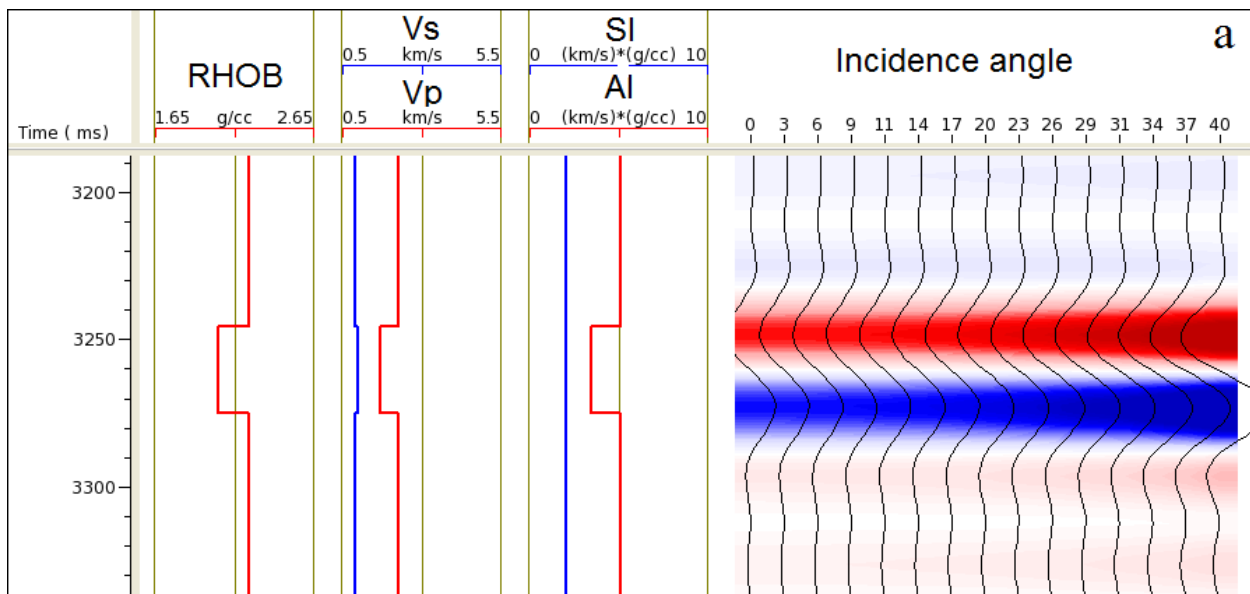 RHOB
1.65 g/cc 2.65
Vs
0.5 km/s 5.5
Vp
0.5 km/s 5.5
SI
0 (km/s)*(g/cc) 10
AI
0 (km/s)*(g/cc) 10
Incidence angle
a
Time ( ms)
0 3 6 9 11 14 17 20 23 26 29 31 34 37 40
3200
3250
3300